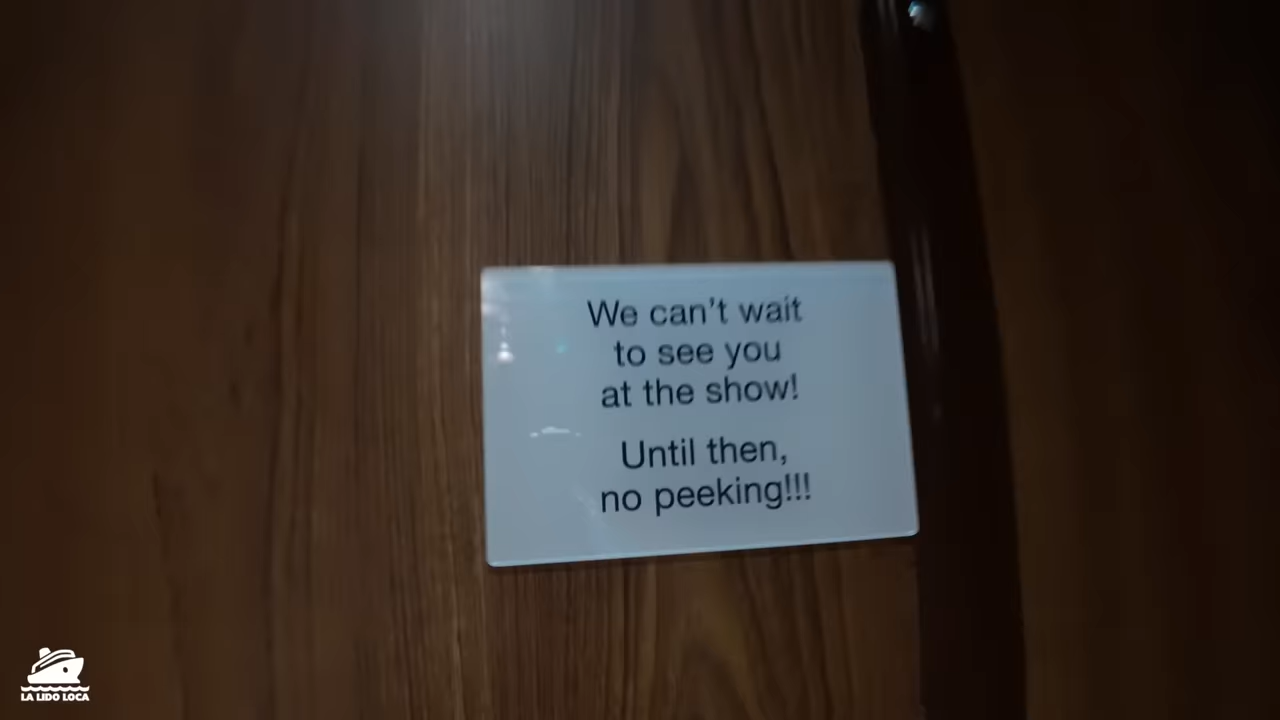 We can't wait
to see you
at the show!
Until then,
no peeking!!!
LA LIDO LOCA